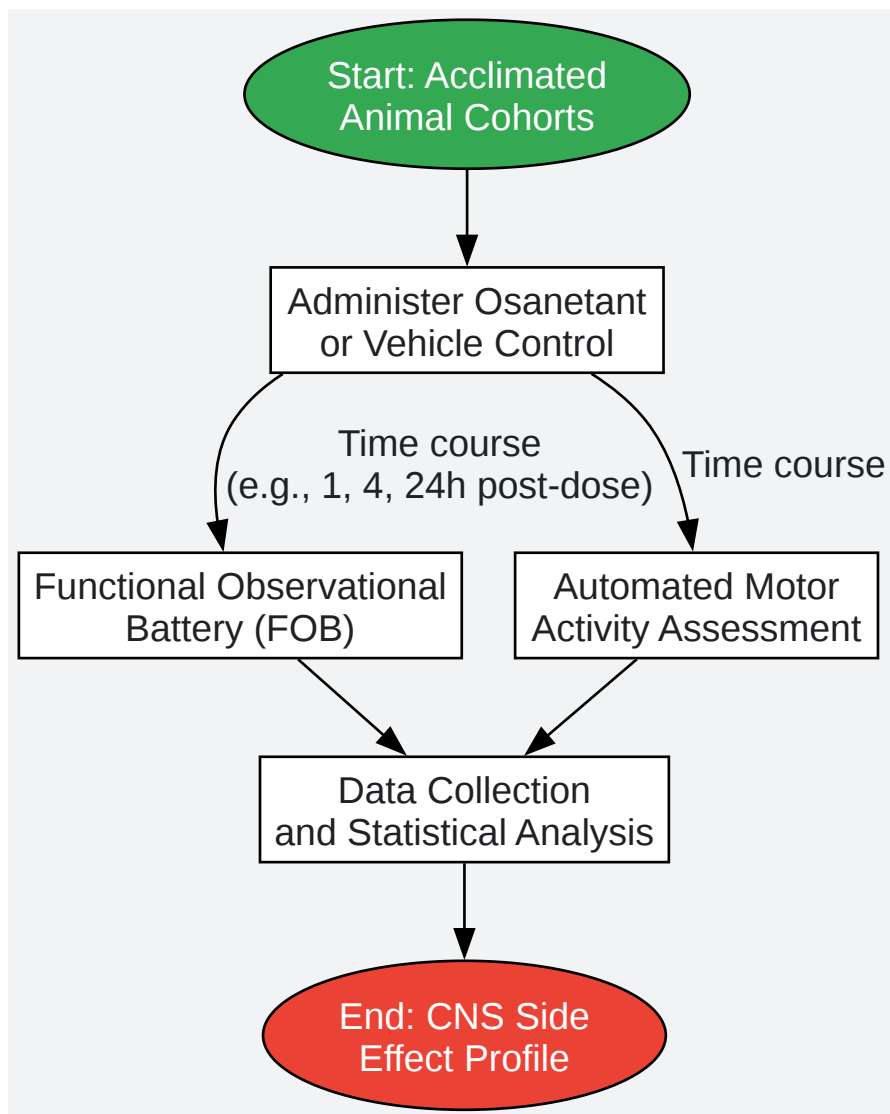 Start: Acclimated
Animal Cohorts
Administer Osanetant
or Vehicle Control
Time course
(e.g., 1, 4, 24h post-dose)
Time course
Functional Observational
Battery (FOB)
Automated Motor
Activity Assessment
Data Collection
and Statistical Analysis
End: CNS Side
Effect Profile